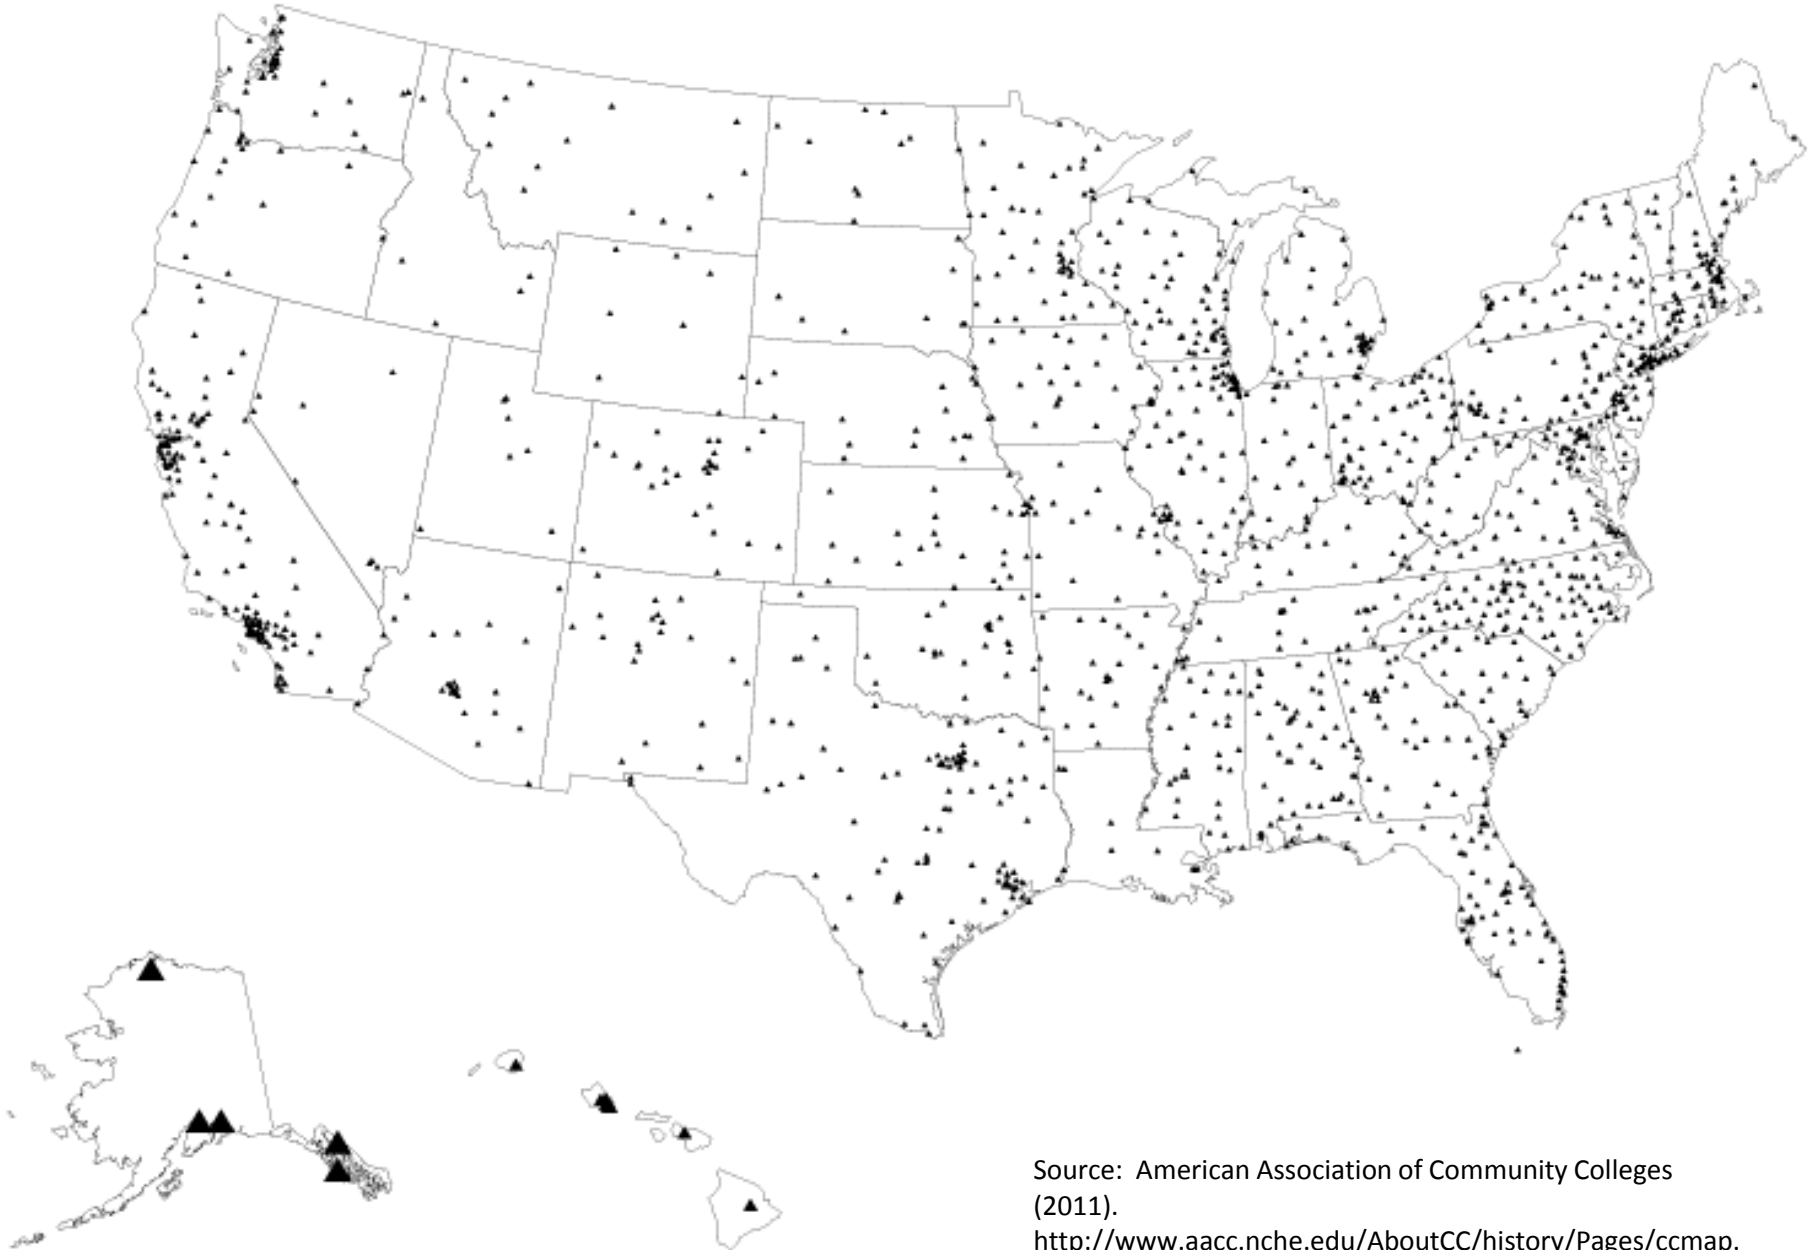 Source:  American Association of Community Colleges
(2011).
http://www.aacc.nche.edu/AboutCC/history/Pages/ccmap.